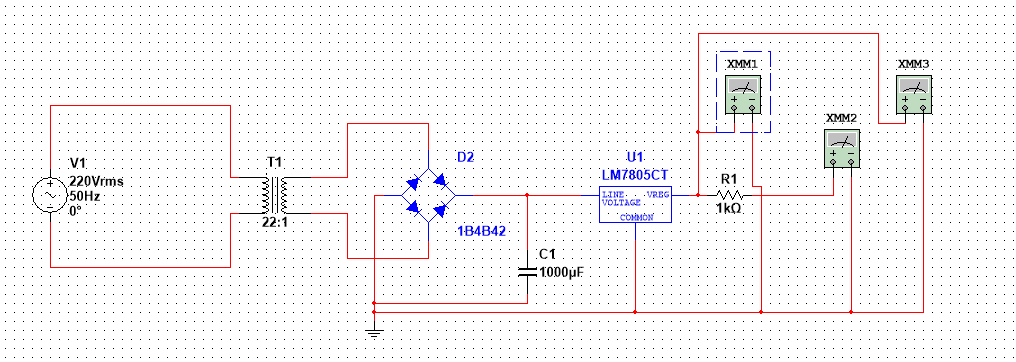 XMM1
XMM3
XMM2
V1
220Vrms
50Hz
0°
T1
22:1
D2
1B4B42
U1
LM7805CT
LINE VREG
VOLTAGE
COMMON
R1
1kΩ
C1
1000µF